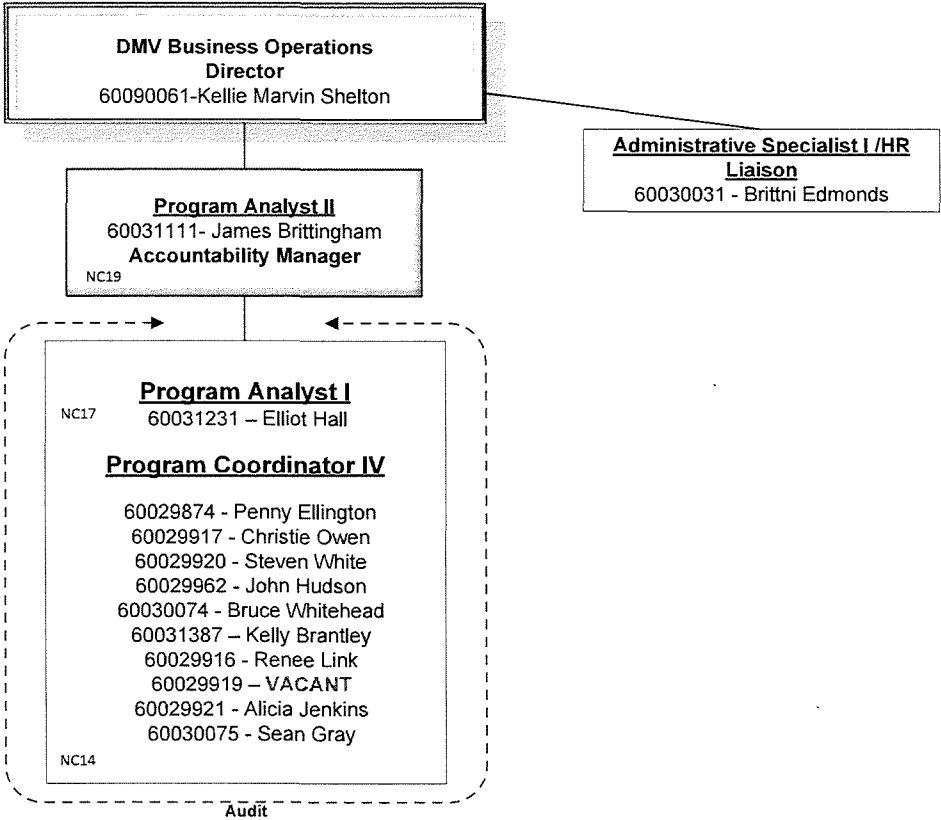 DMV Business Operations
Director
60090061-Kellie Marvin Shelton
Administrative Specialist I /HR
Liaison
60030031 - Brittni Edmonds
Program Analyst II
60031111- James Brittingham
Accountability Manager
NC19
Program Analyst I
NC17
60031231 – Elliot Hall
Program Coordinator IV
60029874 - Penny Ellington
60029917 - Christie Owen
60029920 - Steven White
60029962 - John Hudson
60030074 - Bruce Whitehead
60031387 – Kelly Brantley
60029916 - Renee Link
60029919 – VACANT
60029921 - Alicia Jenkins
60030075 - Sean Gray
NC14
Audit